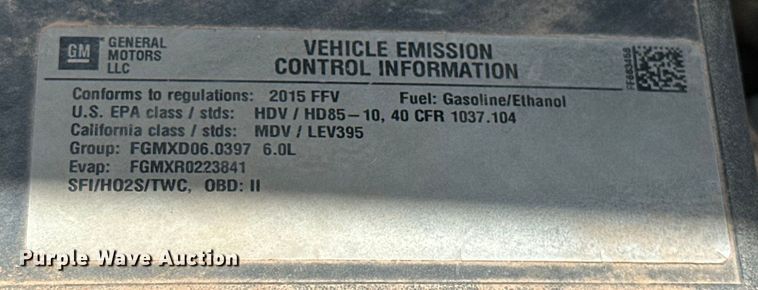 GM
GENERAL
MOTORS
LLC
VEHICLE EMISSION
CONTROL INFORMATION
Conforms to regulations: 2015 FFV Fuel: Gasoline/Ethanol
U.S. EPA class / stds: HDV / HD85-10, 40 CFR 1037.104
California class / stds: MDV / LEV395
Group: FGMXD06.0397 6.0L
Evap: FGMXR0223841
SFI/HO2S/TWC, OBD: II
Purple Wave Auction